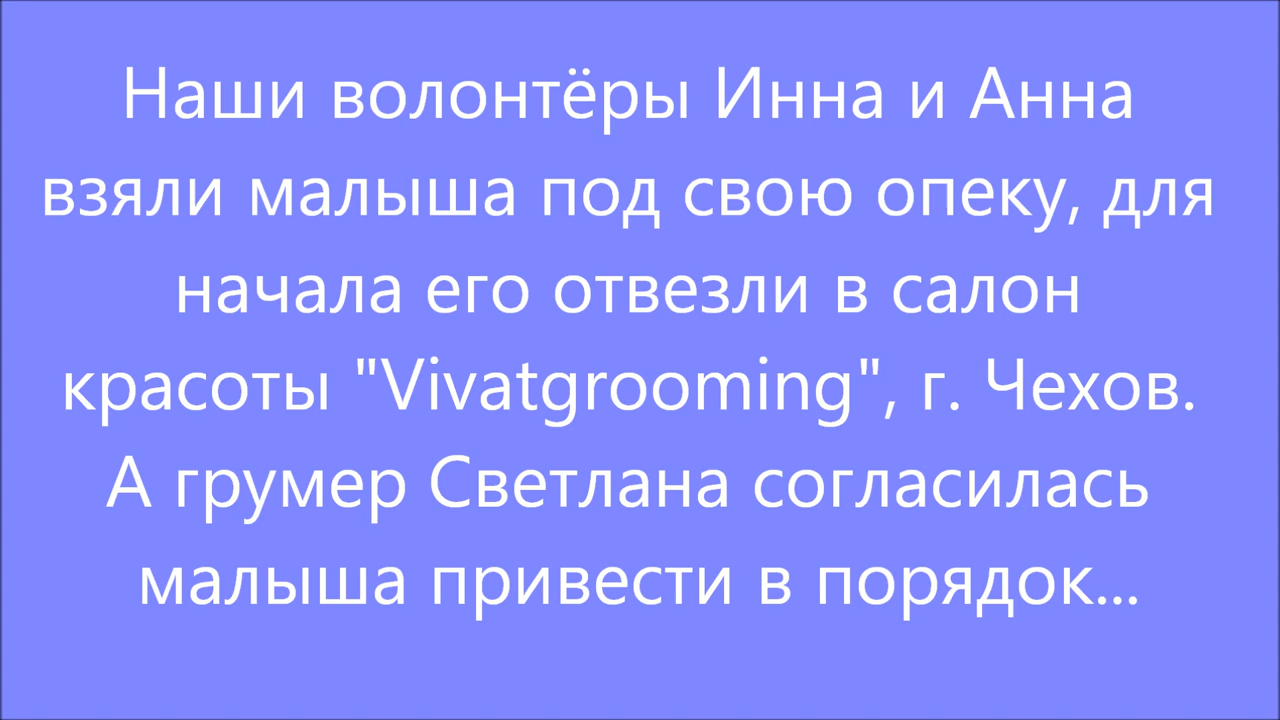 Наши волонтёры Инна и Анна
взяли малыша под свою опеку, для
начала его отвезли в салон
красоты "Vivatgrooming", г. Чехов.
А грумер Светлана согласилась
малыша привести в порядок...